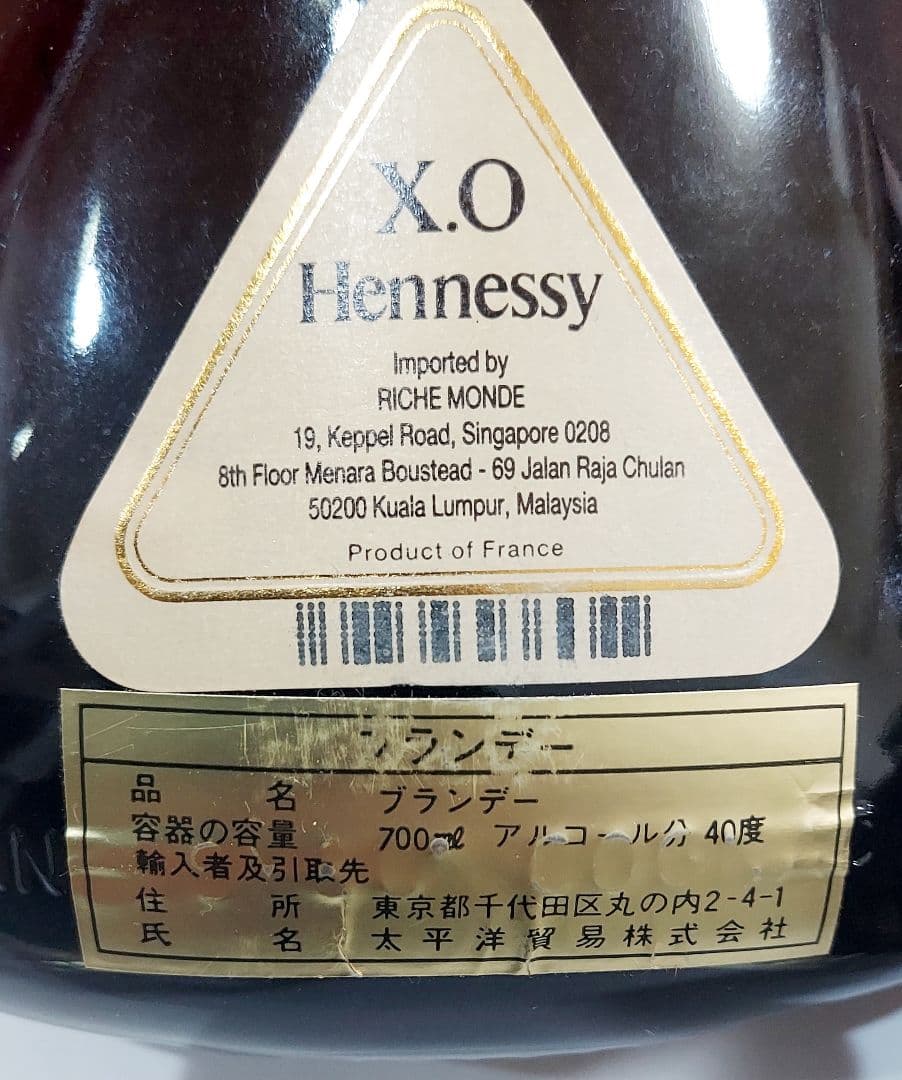 X.O
Hennessy
Imported by
RICHE MONDE
19, Keppel Road, Singapore 0208
8th Floor Menara Boustead - 69 Jalan Raja Chulan
50200 Kuala Lumpur, Malaysia
Product of France
ブランデー
品 名 ブランデー
容器の容量 700ml アルコール分 40度
輸入者及引取先
住 所 東京都千代田区丸の内2-4-1
氏 名 太平洋貿易株式会社